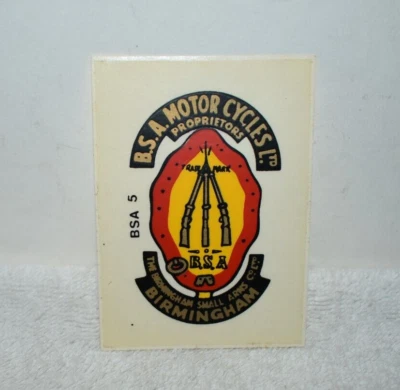 B.S.A. MOTOR CYCLES LTD
PROPRIETORS
TRADE MARK
B.S.A
THE BIRMINGHAM SMALL ARMS CO. LTD.
BIRMINGHAM
BSA 5